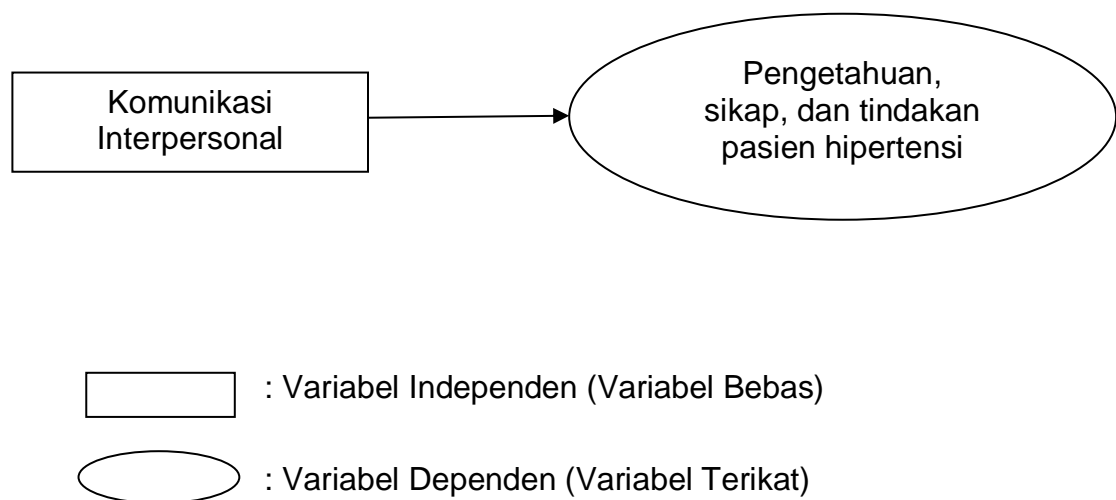 Komunikasi
Interpersonal
Pengetahuan,
sikap, dan tindakan
pasien hipertensi
: Variabel Independen (Variabel Bebas)
: Variabel Dependen (Variabel Terikat)